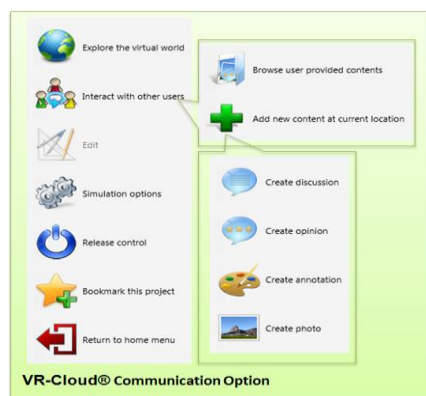 Explore the virtual world
Interact with other users
Edit
Simulation options
Release control
Bookmark this project
Return to home menu
Browse user provided contents
Add new content at current location
Create discussion
Create opinion
Create annotation
Create photo
VR-Cloud® Communication Option